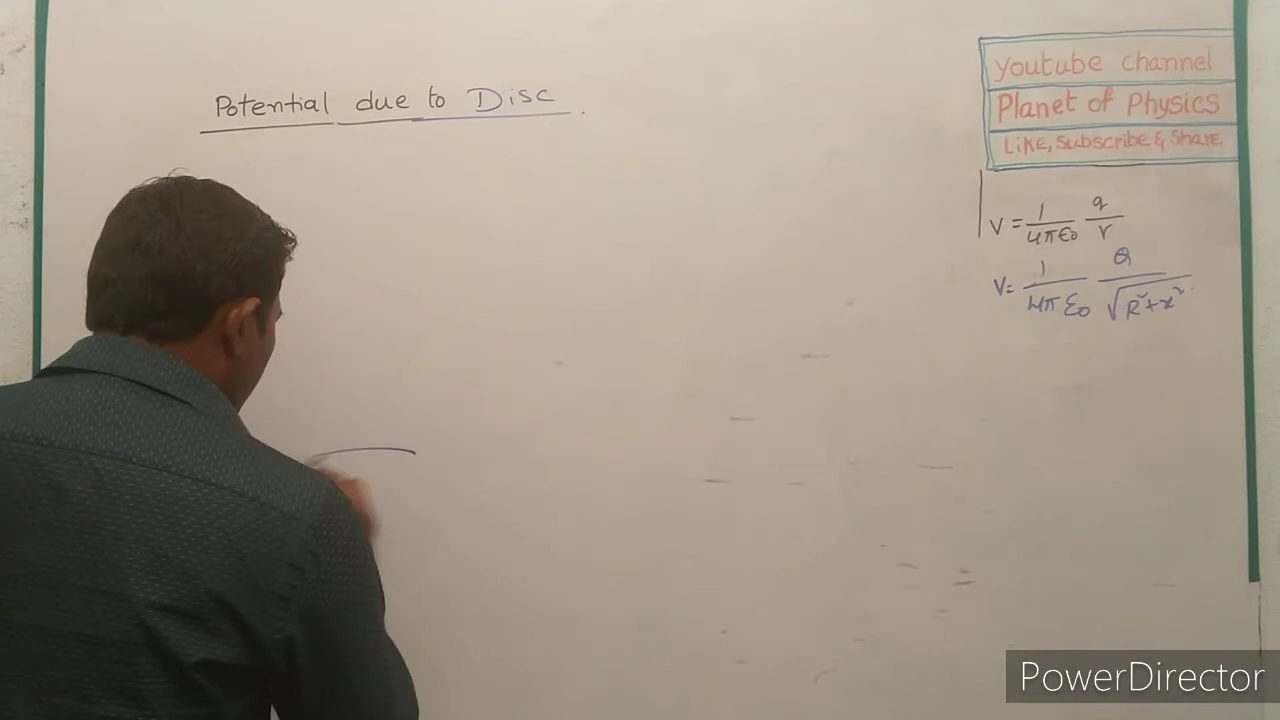 Potential due to Disc.
youtube channel
Planet of Physics
Like, Subscribe & Share
V = 1/4πε0 q/r
V = 1/4πε0 Q/√R²+x²
PowerDirector